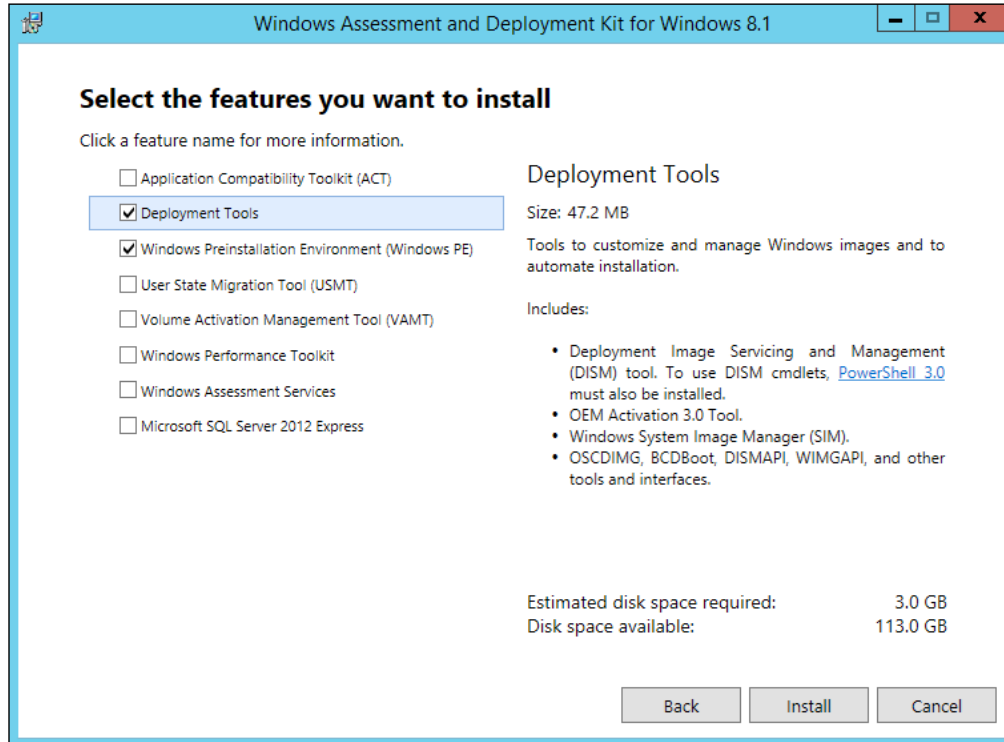 Windows Assessment and Deployment Kit for Windows 8.1
Select the features you want to install
Click a feature name for more information.
Application Compatibility Toolkit (ACT)
Deployment Tools
Windows Preinstallation Environment (Windows PE)
User State Migration Tool (USMT)
Volume Activation Management Tool (VAMT)
Windows Performance Toolkit
Windows Assessment Services
Microsoft SQL Server 2012 Express
Deployment Tools
Size: 47.2 MB
Tools to customize and manage Windows images and to
automate installation.
Includes:
• Deployment Image Servicing and Management
(DISM) tool. To use DISM cmdlets, PowerShell 3.0
must also be installed.
• OEM Activation 3.0 Tool.
• Windows System Image Manager (SIM).
• OSCDIMG, BCDBoot, DISMAPI, WIMGAPI, and other
tools and interfaces.
Estimated disk space required: 3.0 GB
Disk space available: 113.0 GB
Back Install Cancel